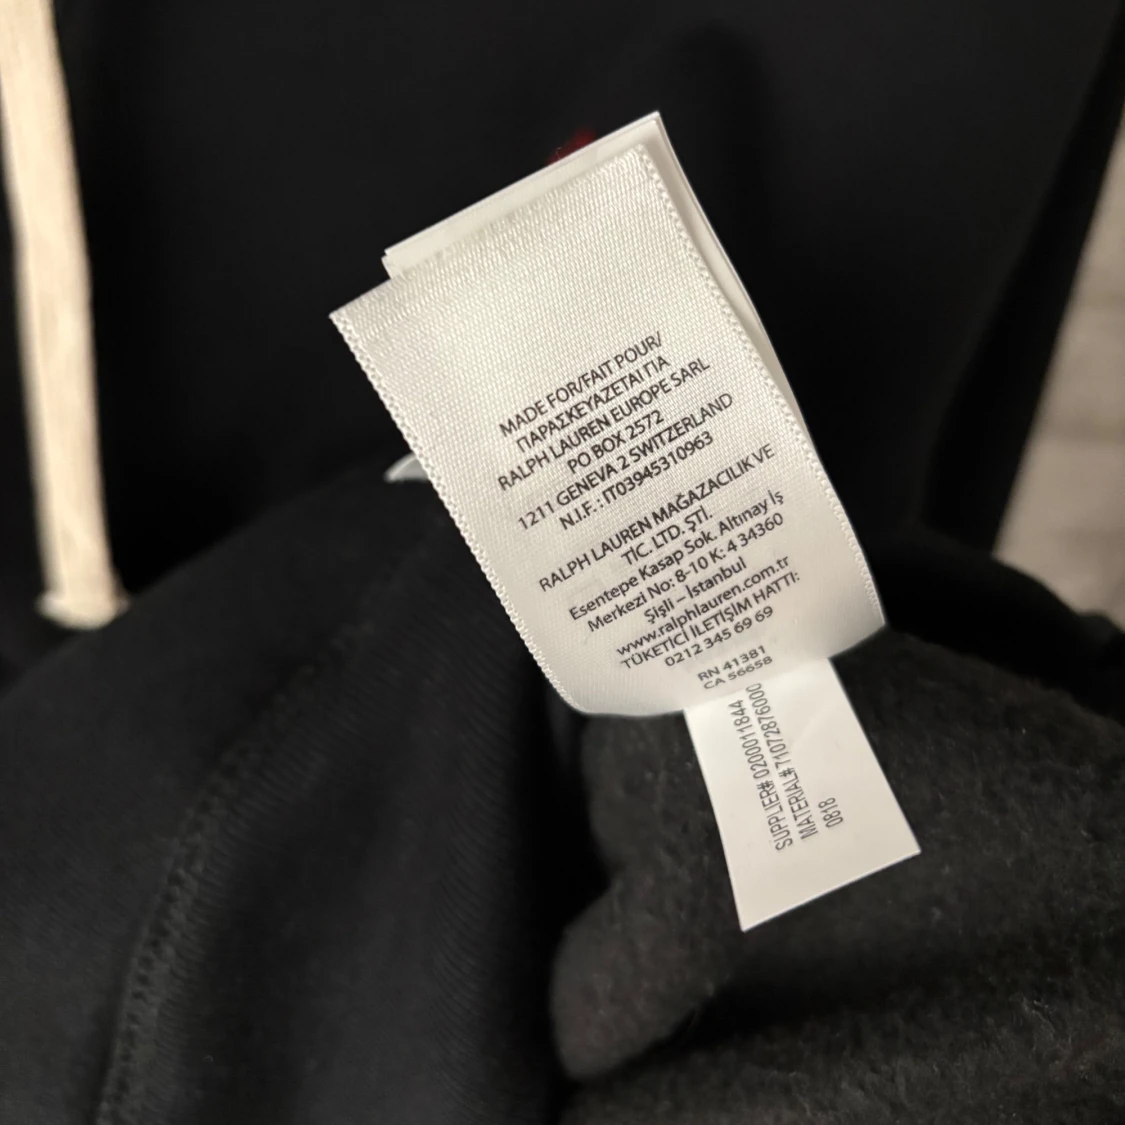 MADE FOR/FAIT POUR/
ΠΑΡΑΣΚΕΥΑΖΕΤΑΙ ΓΙΑ
RALPH LAUREN EUROPE SARL
PO BOX 2572
1211 GENEVA 2 SWITZERLAND
N.I.F. : IT03945310963
RALPH LAUREN MAĞAZACILIK VE
TİC. LTD. ŞTİ.
Esentepe Kasap Sok. Altınay İş
Merkezi No: 8-10 K: 4 34360
Şişli – İstanbul
www.ralphlauren.com.tr
TÜKETİCİ İLETİŞİM HATTI:
0212 345 69 69
RN 41381
CA 56658
SUPPLIER# 0200011844
MATERIAL# 71072876000
0818